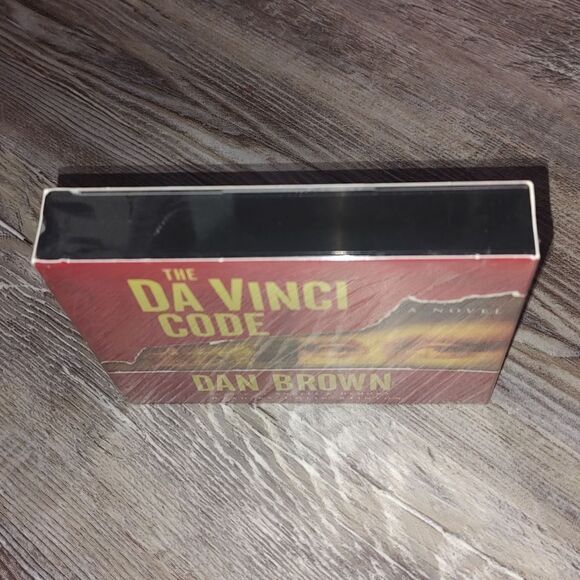 THE
DA VINCI
CODE
A NOVEL
DAN BROWN